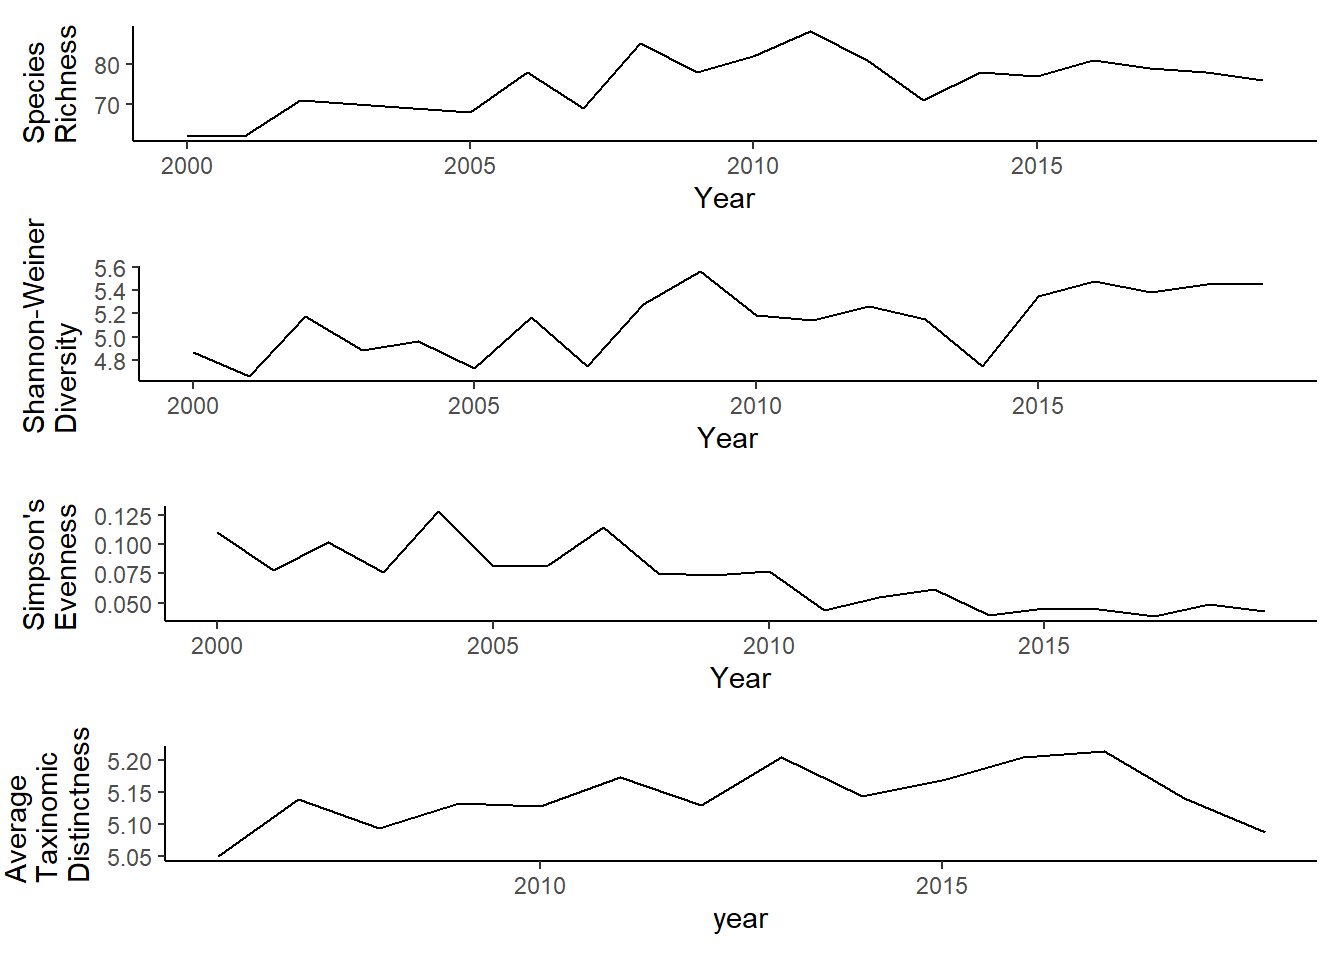 Species
Richness
80
70
2000 2005 2010 2015
Year
Shannon-Weiner
Diversity
5.6
5.4
5.2
5.0
4.8
2000 2005 2010 2015
Year
Simpson's
Evenness
0.125
0.100
0.075
0.050
2000 2005 2010 2015
Year
Average
Taxinomic
Distinctness
5.20
5.15
5.10
5.05
2010 2015
year